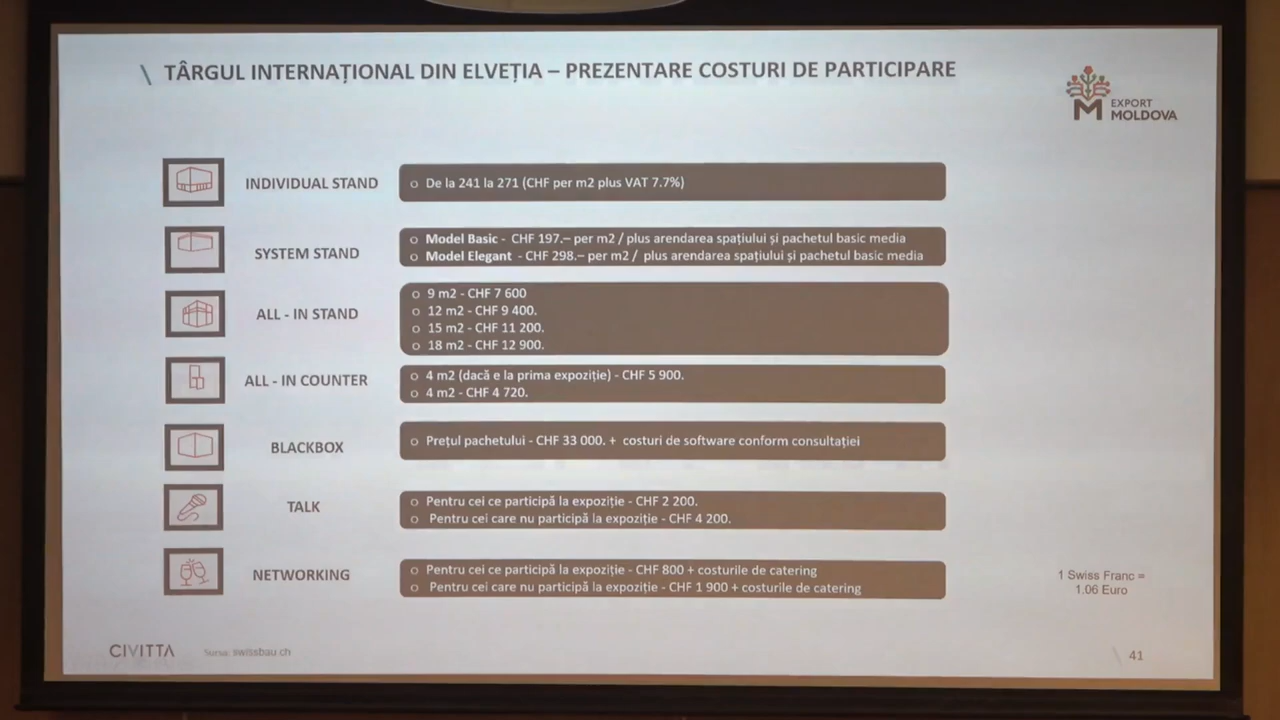 \ TÂRGUL INTERNAȚIONAL DIN ELVEȚIA – PREZENTARE COSTURI DE PARTICIPARE
M EXPORT
MOLDOVA
INDIVIDUAL STAND
o De la 241 la 271 (CHF per m2 plus VAT 7.7%)
SYSTEM STAND
o Model Basic - CHF 197.– per m2 / plus arendarea spațiului și pachetul basic media
o Model Elegant - CHF 298.– per m2 / plus arendarea spațiului și pachetul basic media
ALL - IN STAND
o 9 m2 - CHF 7 600
o 12 m2 - CHF 9 400.
o 15 m2 - CHF 11 200.
o 18 m2 - CHF 12 900.
ALL - IN COUNTER
o 4 m2 (dacă e la prima expoziție) - CHF 5 900.
o 4 m2 - CHF 4 720.
BLACKBOX
o Prețul pachetului - CHF 33 000. + costuri de software conform consultației
TALK
o Pentru cei ce participă la expoziție - CHF 2 200.
o Pentru cei care nu participă la expoziție - CHF 4 200.
NETWORKING
o Pentru cei ce participă la expoziție - CHF 800 + costurile de catering
o Pentru cei care nu participă la expoziție - CHF 1 900 + costurile de catering
1 Swiss Franc =
1.06 Euro
CIVITTA
Sursa: swissbau.ch
\ 41